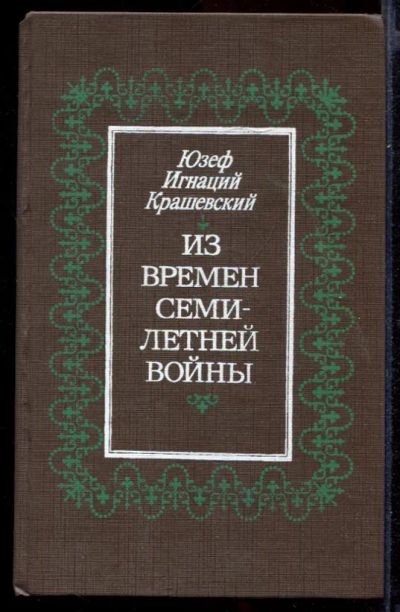 Юзеф
Игнаций
Крашевский
ИЗ
ВРЕМЕН
СЕМИ-
ЛЕТНЕЙ
ВОЙНЫ